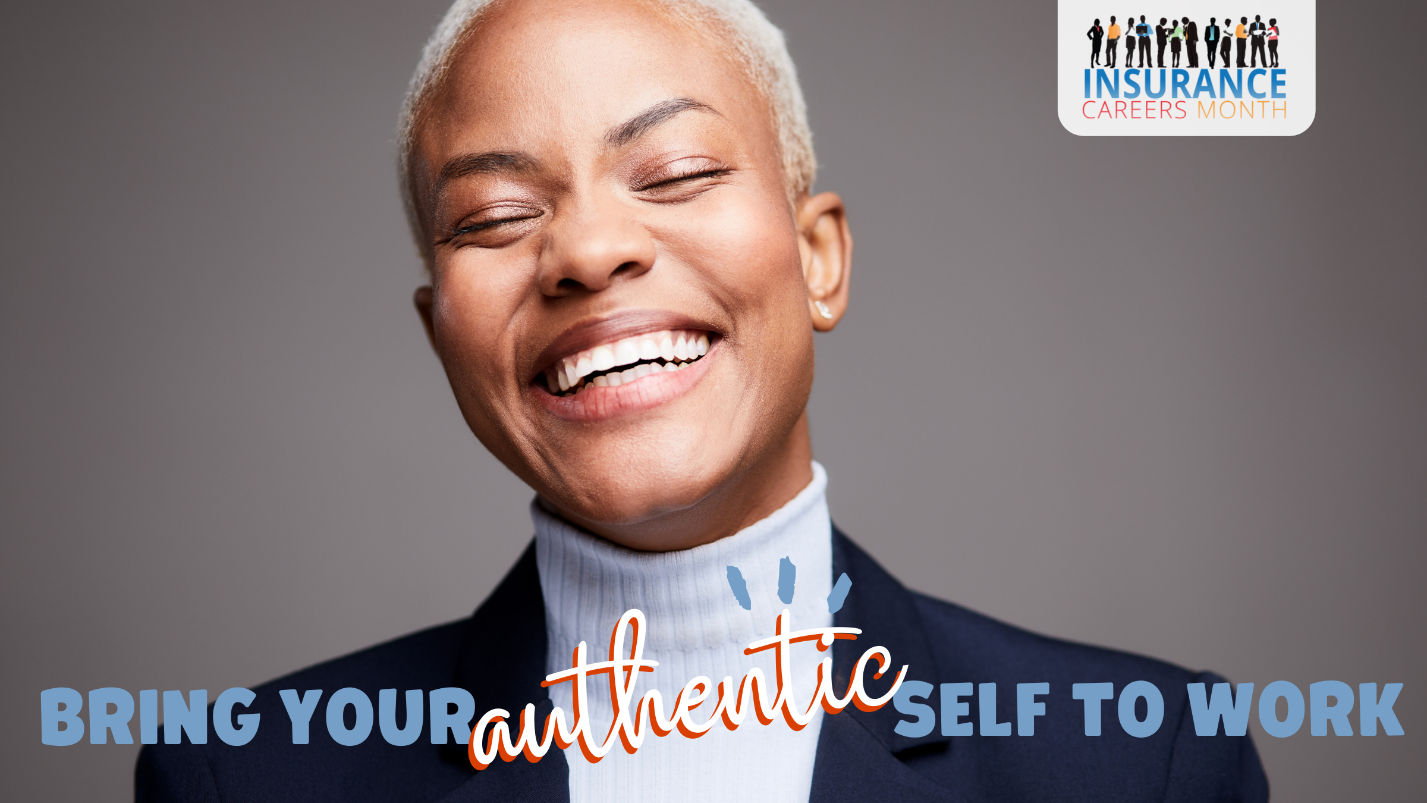 INSURANCE
CAREERS MONTH
BRING YOUR authentic SELF TO WORK